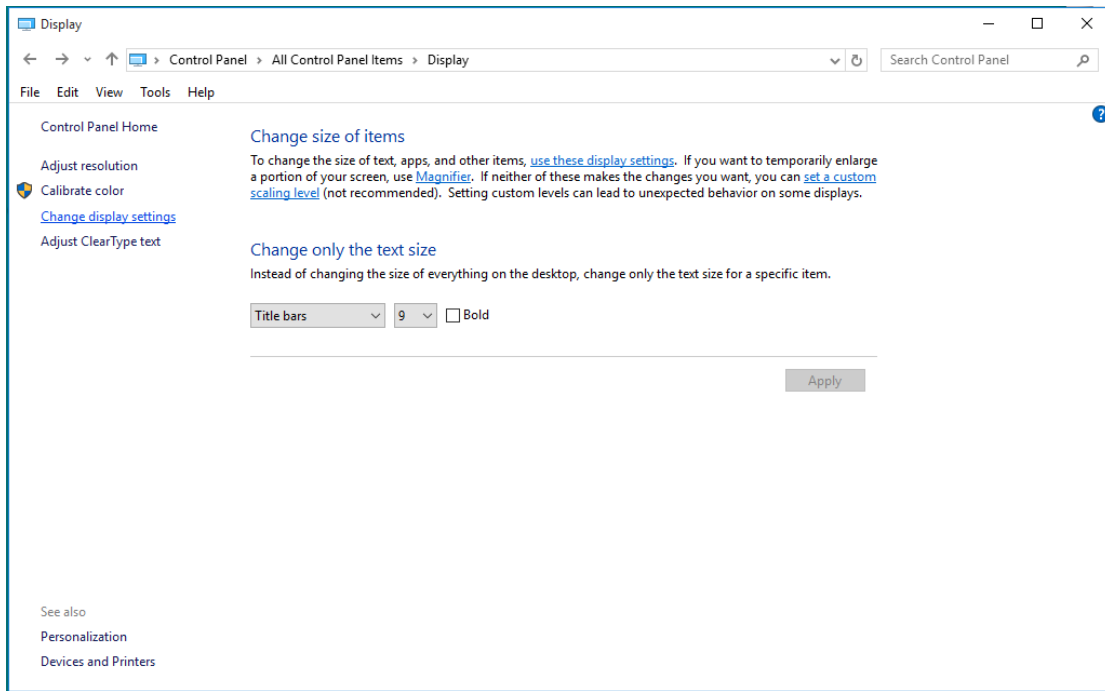 Display
Control Panel > All Control Panel Items > Display
Search Control Panel
File Edit View Tools Help
Control Panel Home
Adjust resolution
Calibrate color
Change display settings
Adjust ClearType text
Change size of items
To change the size of text, apps, and other items, use these display settings. If you want to temporarily enlarge
a portion of your screen, use Magnifier. If neither of these makes the changes you want, you can set a custom
scaling level (not recommended). Setting custom levels can lead to unexpected behavior on some displays.
Change only the text size
Instead of changing the size of everything on the desktop, change only the text size for a specific item.
Title bars 9 Bold
Apply
See also
Personalization
Devices and Printers